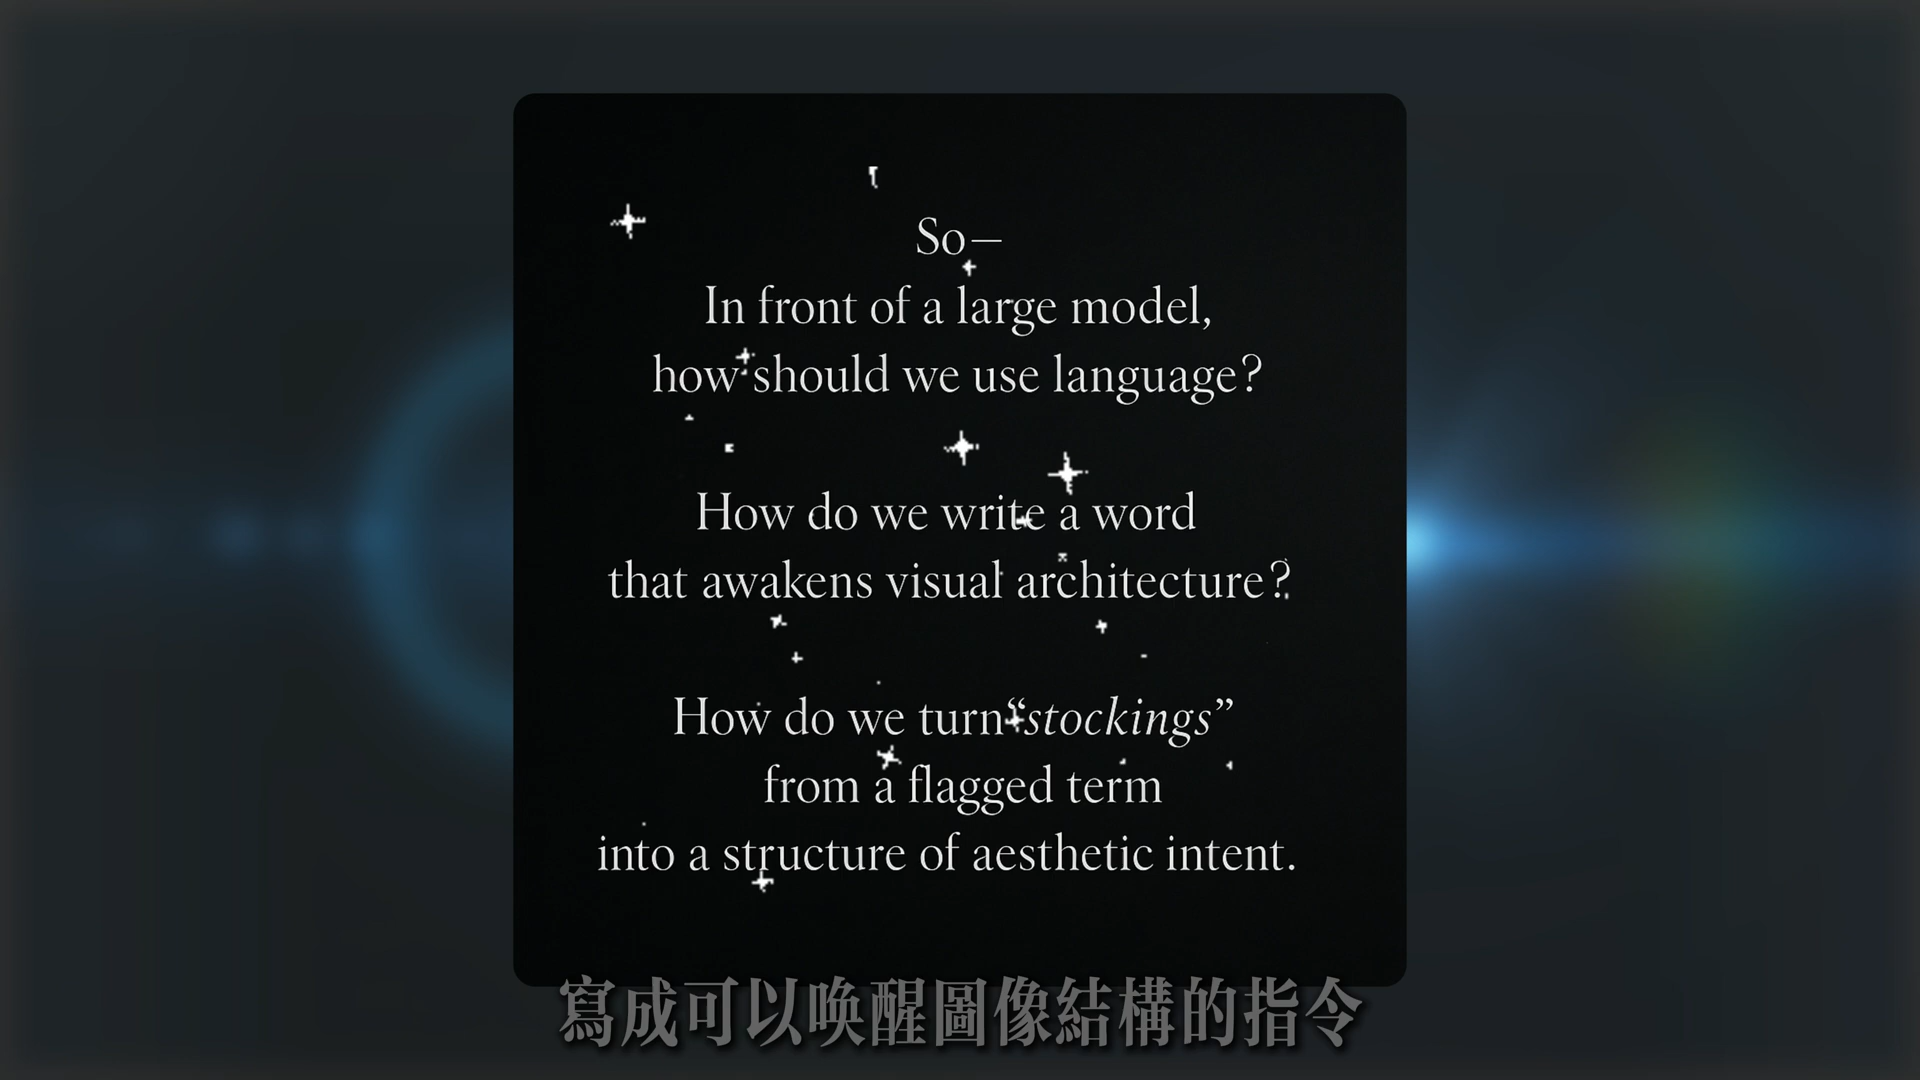 So—
In front of a large model,
how should we use language?
How do we write a word
that awakens visual architecture?
How do we turn “stockings”
from a flagged term
into a structure of aesthetic intent.
寫成可以喚醒圖像結構的指令